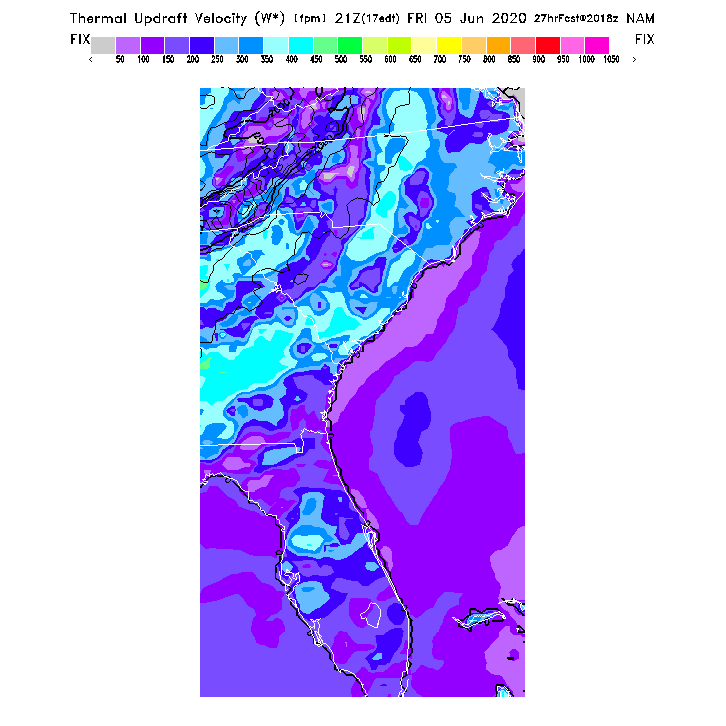 Thermal Updraft Velocity (W*) [fpm] 21Z(17edt) FRI 05 Jun 2020 27hrFcst@2018z NAM
FIX FIX
< 50 100 150 200 250 300 350 400 450 500 550 600 650 700 750 800 850 900 950 1000 1050 >